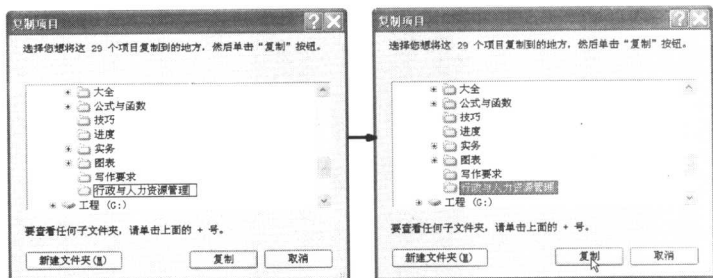 复制项目
选择您想将这 29 个项目复制到的地方，然后单击“复制”按钮。
大全
公式与函数
技巧
进度
实务
图表
写作要求
行政与人力资源管理
工程 (G:)
要查看任何子文件夹，请单击上面的 + 号。
新建文件夹(M) 复制 取消
复制项目
选择您想将这 29 个项目复制到的地方，然后单击“复制”按钮。
大全
公式与函数
技巧
进度
实务
图表
写作要求
行政与人力资源管理
工程 (G:)
要查看任何子文件夹，请单击上面的 + 号。
新建文件夹(M) 复制 取消